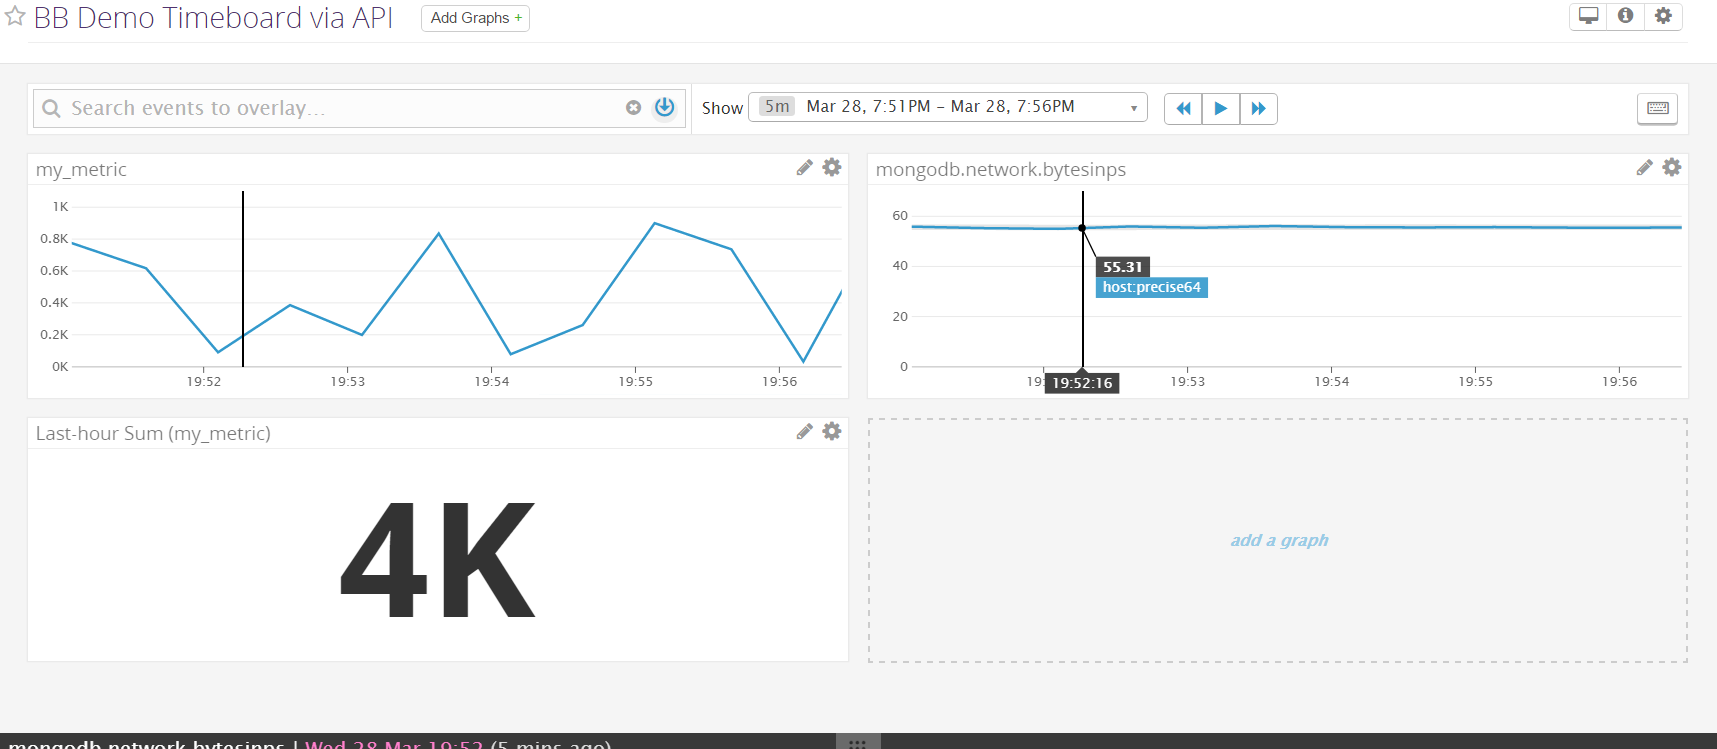 BB Demo Timeboard via API
Add Graphs +
Search events to overlay...
Show
5m Mar 28, 7:51PM - Mar 28, 7:56PM
my_metric
1K
0.8K
0.6K
0.4K
0.2K
0K
19:52 19:53 19:54 19:55 19:56
mongodb.network.bytesinps
60
40
20
0
55.31
host:precise64
19: 19:52:16 19:53 19:54 19:55 19:56
Last-hour Sum (my_metric)
4K
add a graph
mongodb.network.bytesinps | Wed 28 Mar 19:52 (5 mins ago)